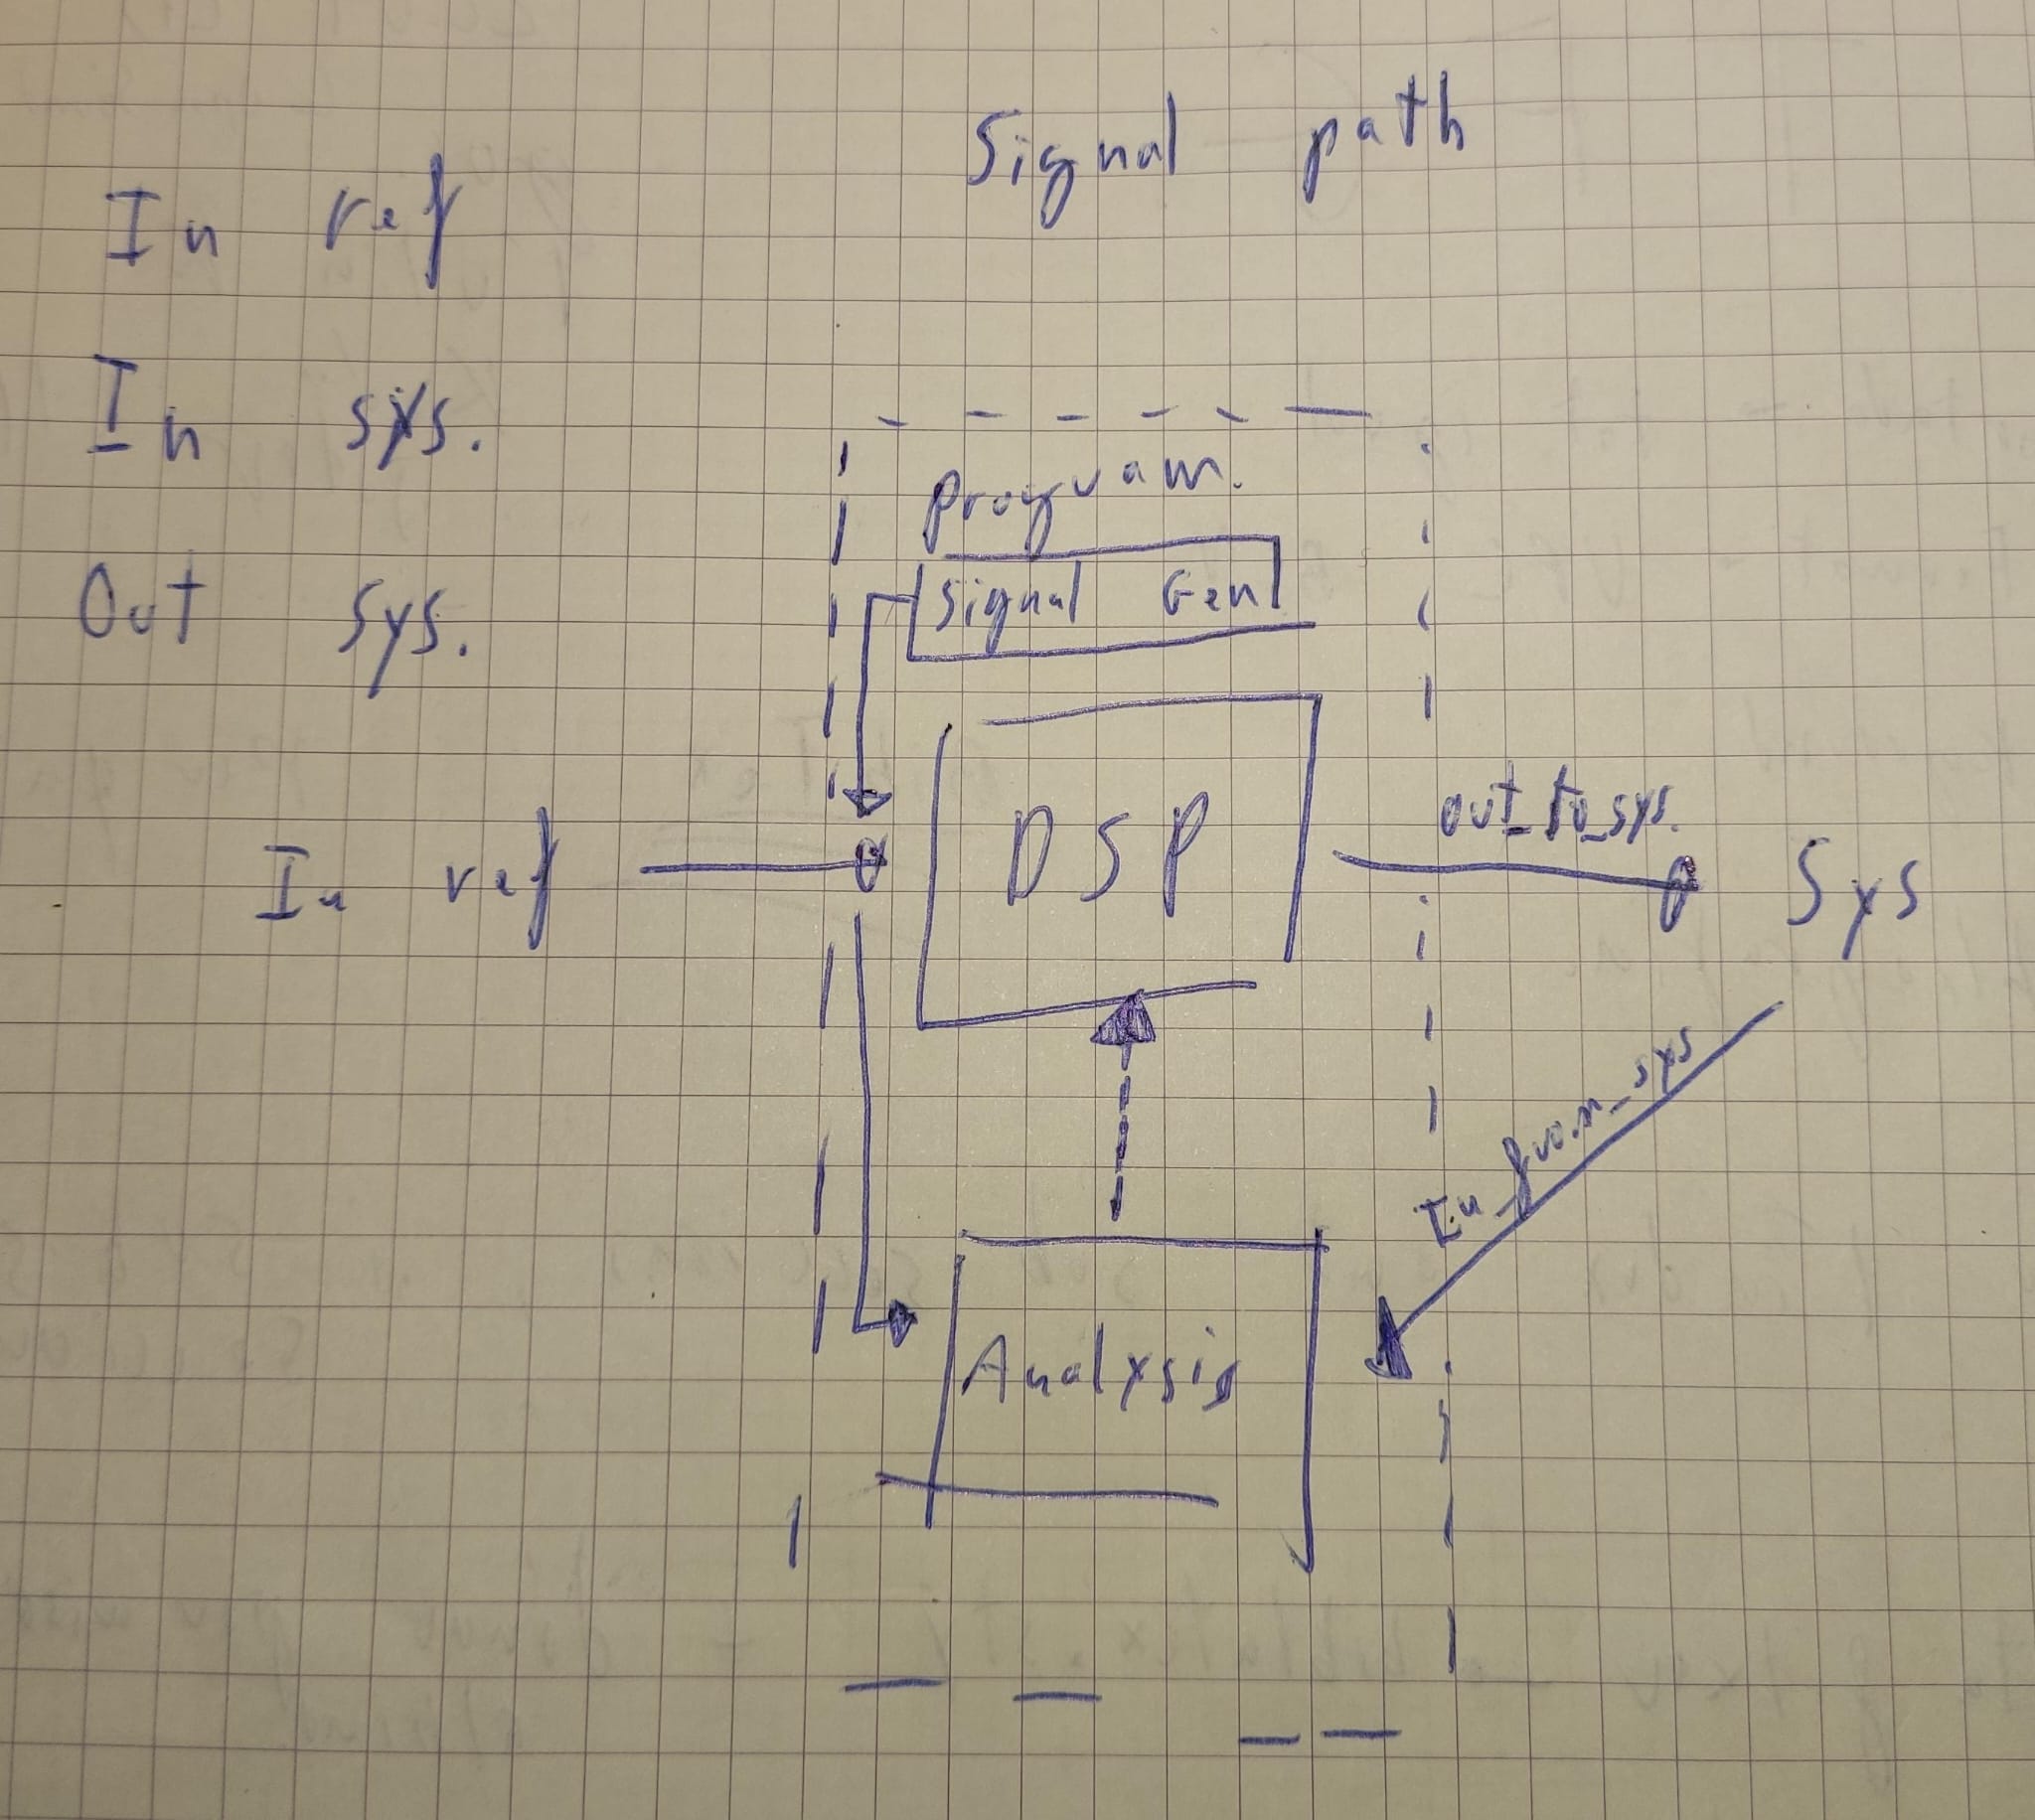 Signal path
In ref
In sys.
Out sys.
program.
Signal Gen
In ref
DSP
out_to_sys.
Sys
In_from_sys
Analysis